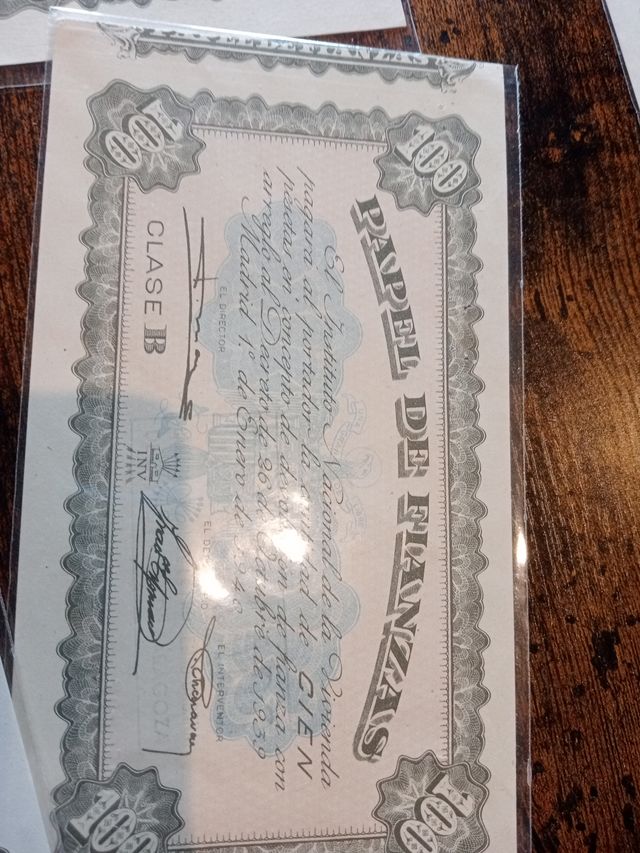 100
100
PAPEL DE FIANZAS
El Instituto Nacional de la Vivienda
pagará al portador la cantidad de CIEN
pesetas en concepto de devolución de fianza con
arreglo al Decreto de 26 de Octubre de 1939
Madrid 1º de Enero de 1940
EL DIRECTOR
EL INTERVENTOR
CLASE B
INV
100
100